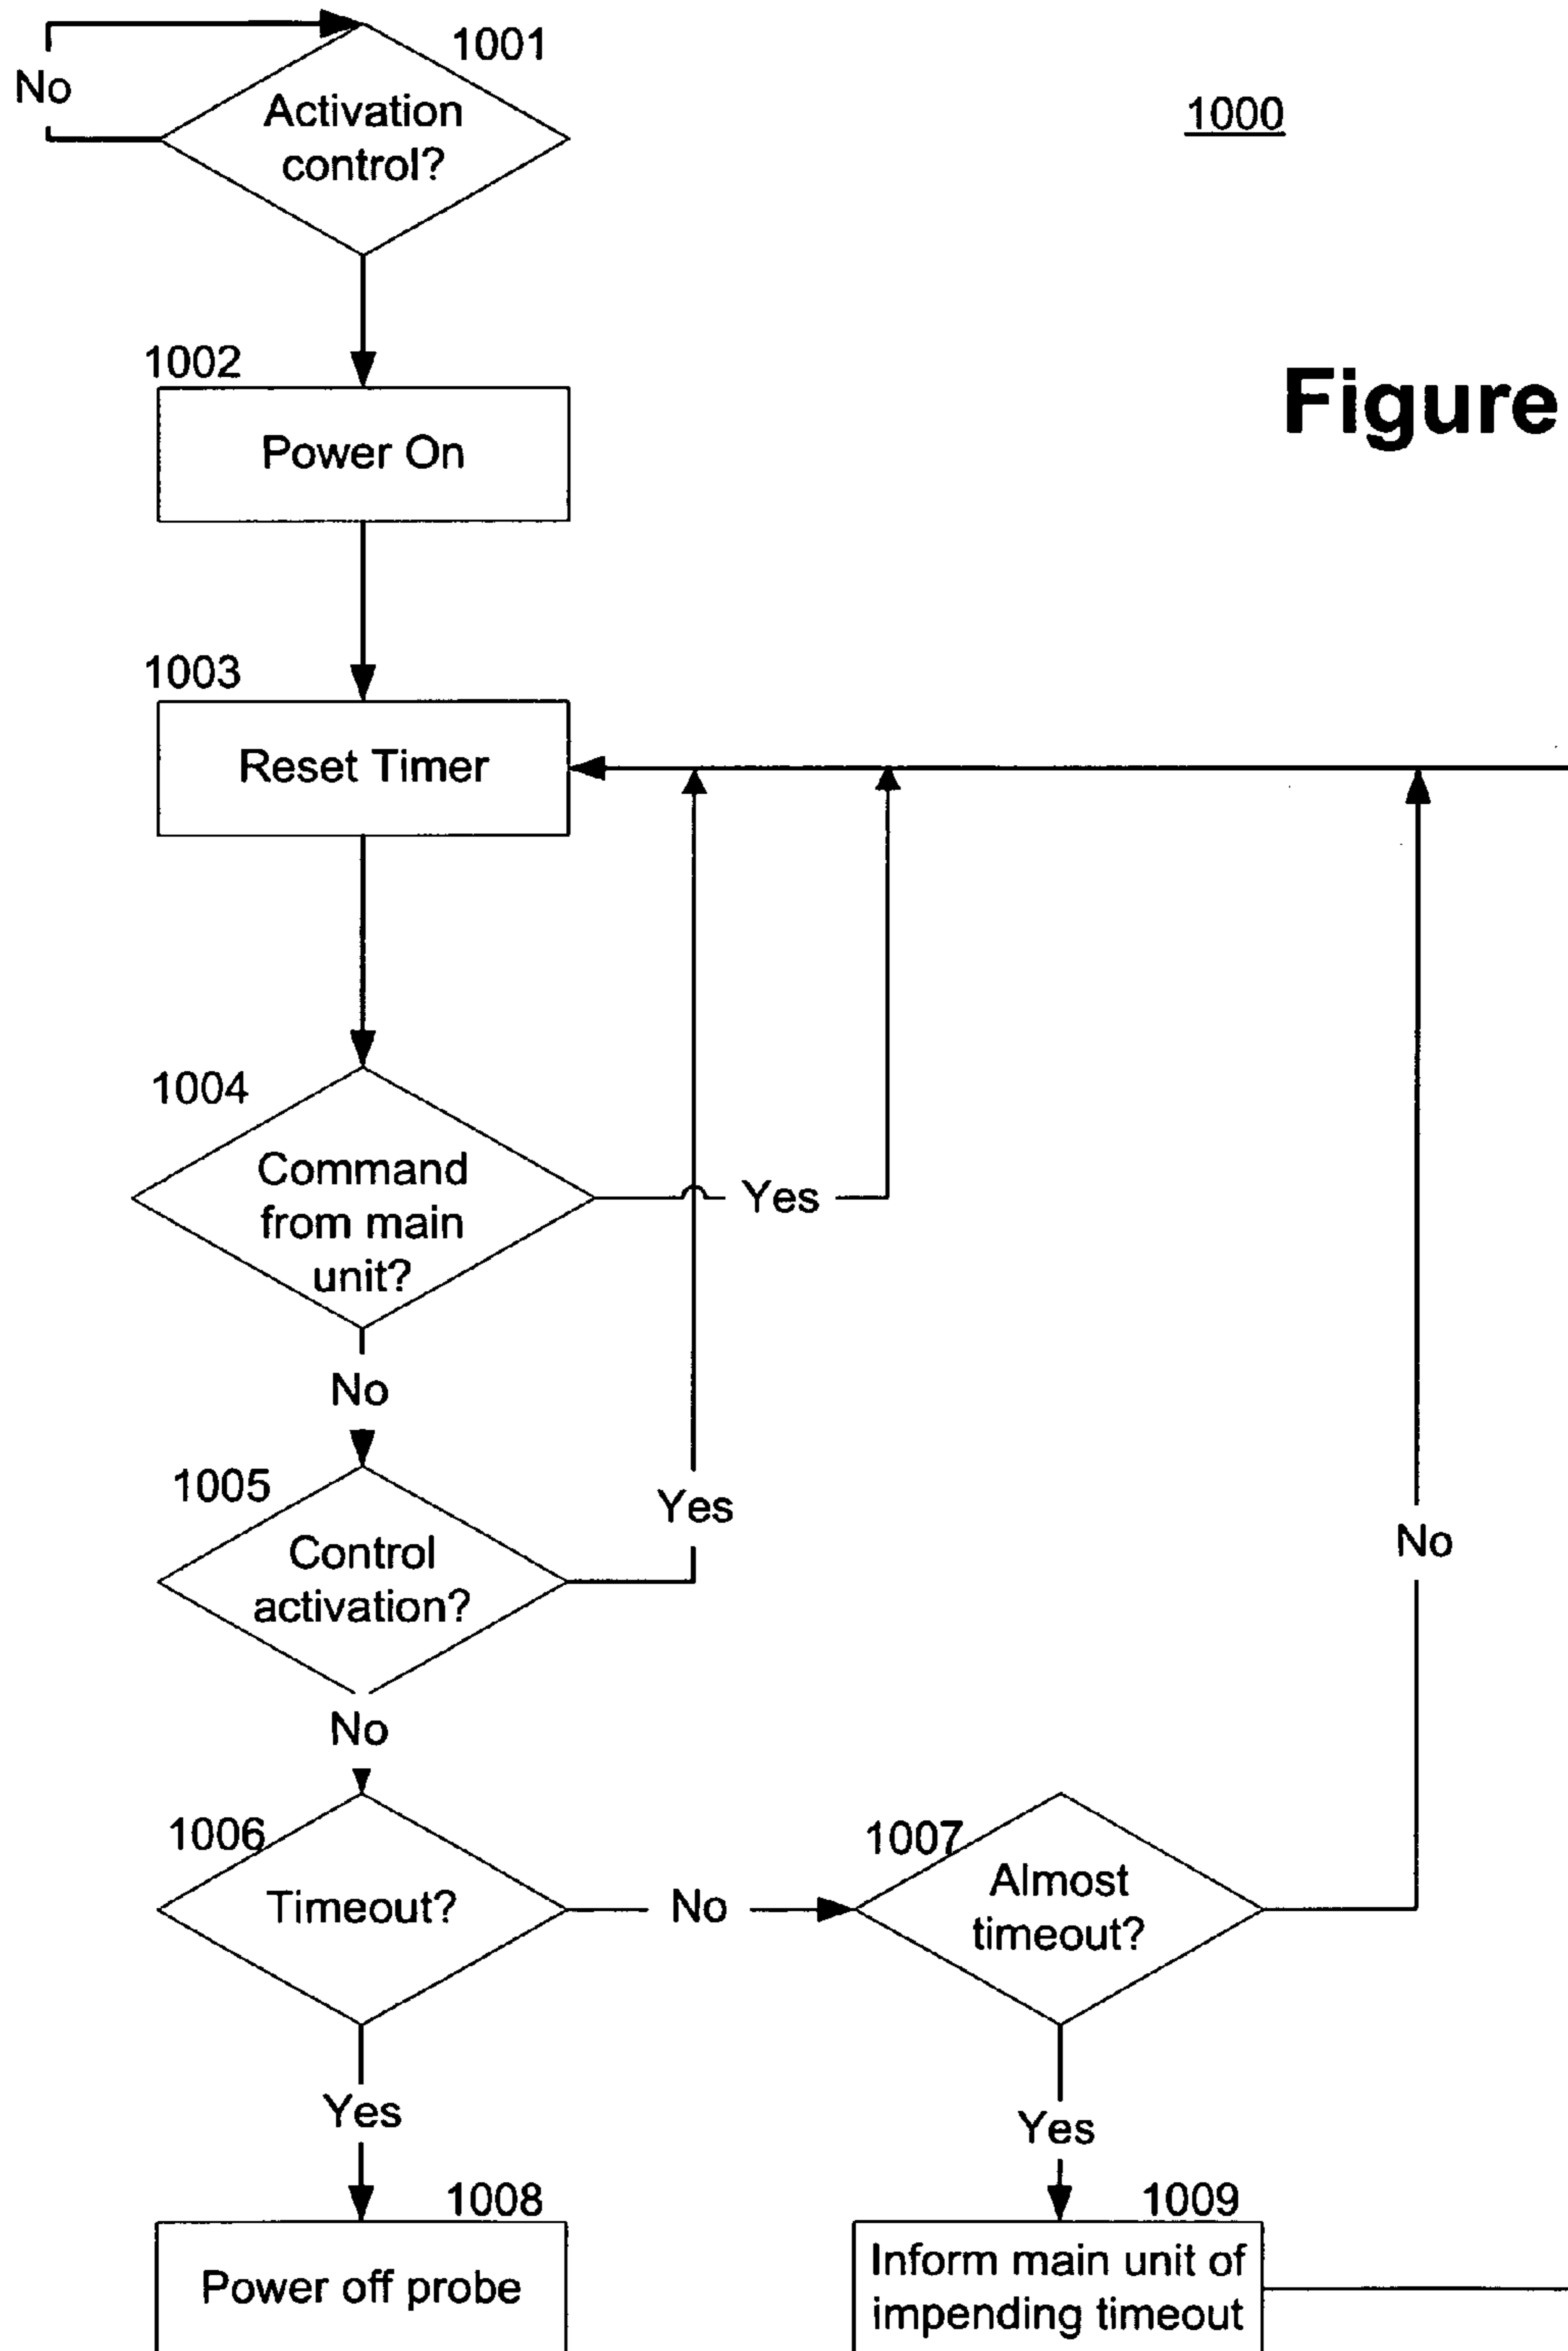 1001
No
Activation
control?
1000
1002
Power On
Figure
1003
Reset Timer
1004
Command
from main
unit?
Yes
No
1005
Control
activation?
Yes
No
No
1006
Timeout?
No
1007
Almost
timeout?
Yes
Yes
1008
Power off probe
1009
Inform main unit of
impending timeout